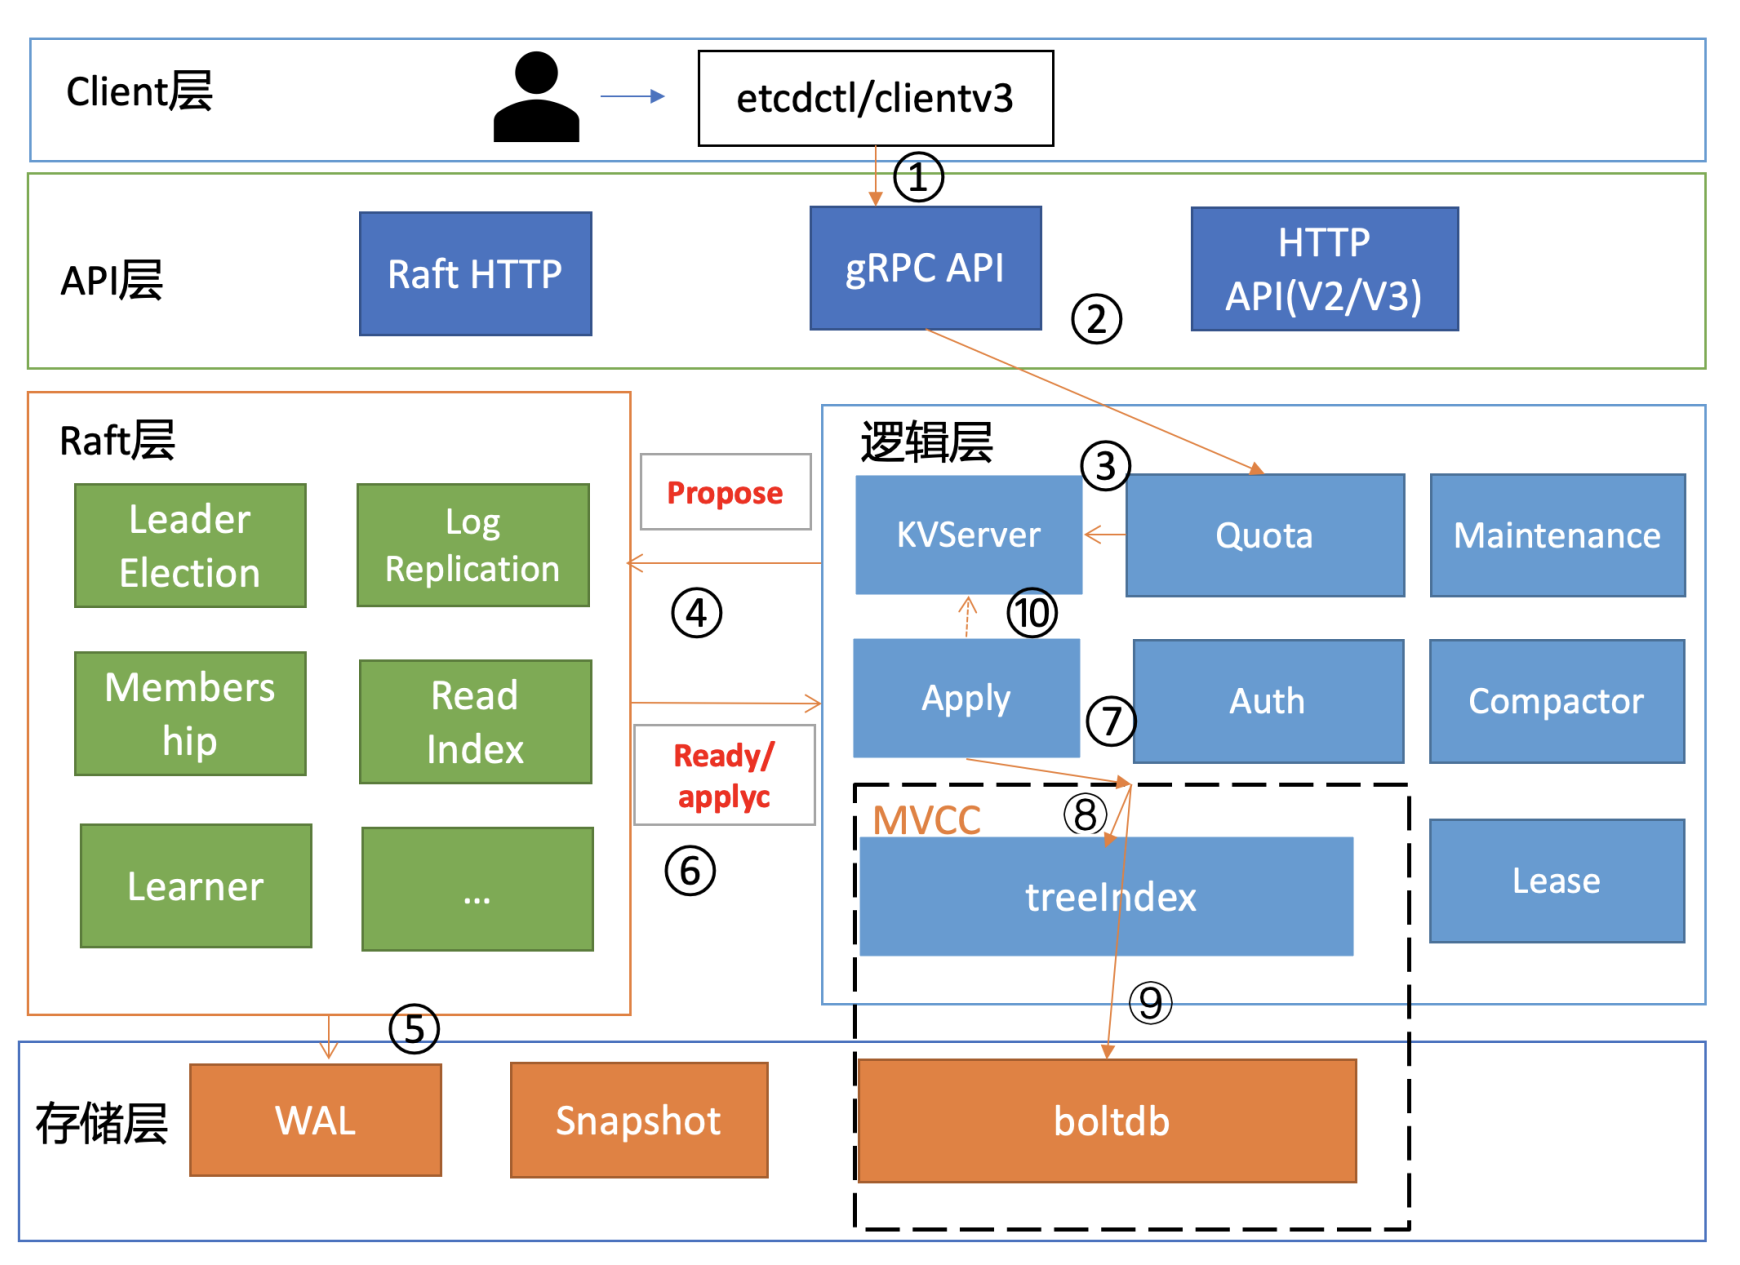 Client层
etcdctl/clientv3
①
API层
Raft HTTP
gRPC API
HTTP
API(V2/V3)
②
Raft层
Leader
Election
Log
Replication
Members
hip
Read
Index
Learner
...
Propose
④
Ready/
applyc
⑥
逻辑层
③
KVServer
Quota
Maintenance
⑩
Apply
⑦
Auth
Compactor
MVCC
⑧
treeIndex
Lease
⑨
⑤
存储层
WAL
Snapshot
boltdb